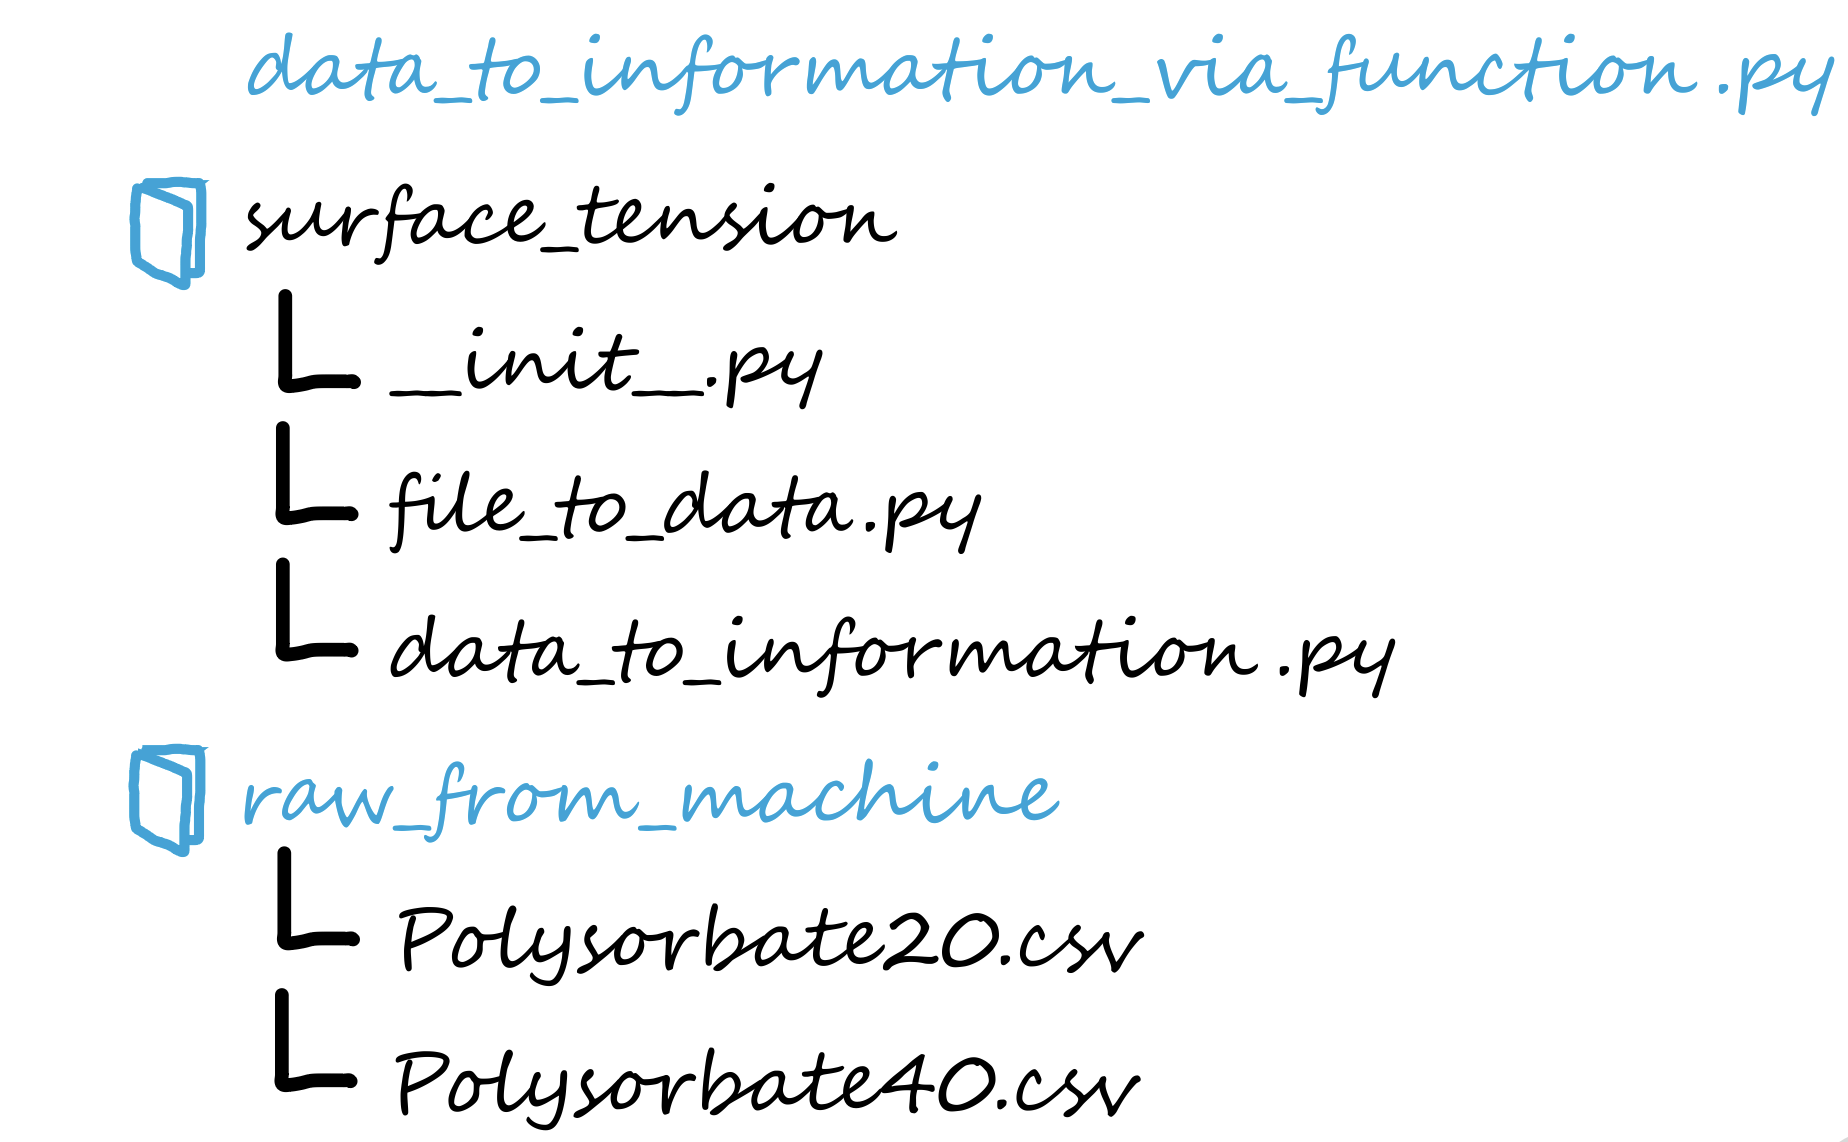 data_to_information_via_function.py
surface_tension
__init__.py
file_to_data.py
data_to_information.py
raw_from_machine
Polysorbate20.csv
Polysorbate40.csv